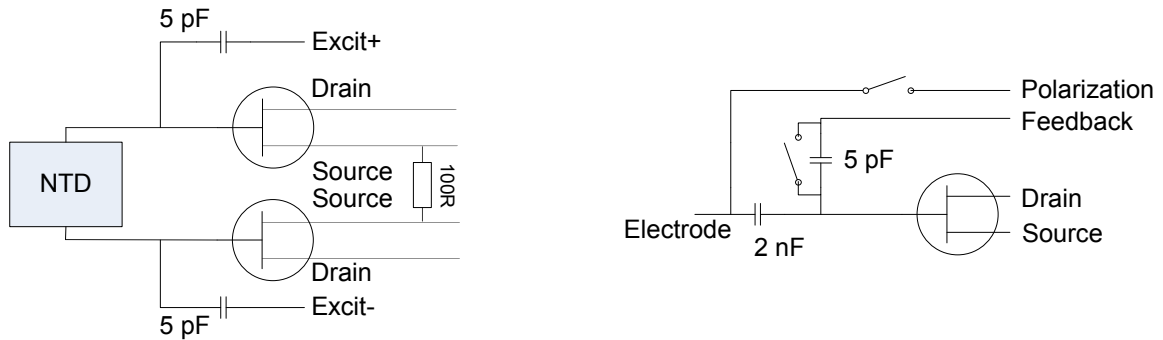 5 pF
Excit+
Drain
NTD
Source
Source
100R
Drain
Excit-
5 pF
Polarization
Feedback
5 pF
Drain
Electrode
Source
2 nF